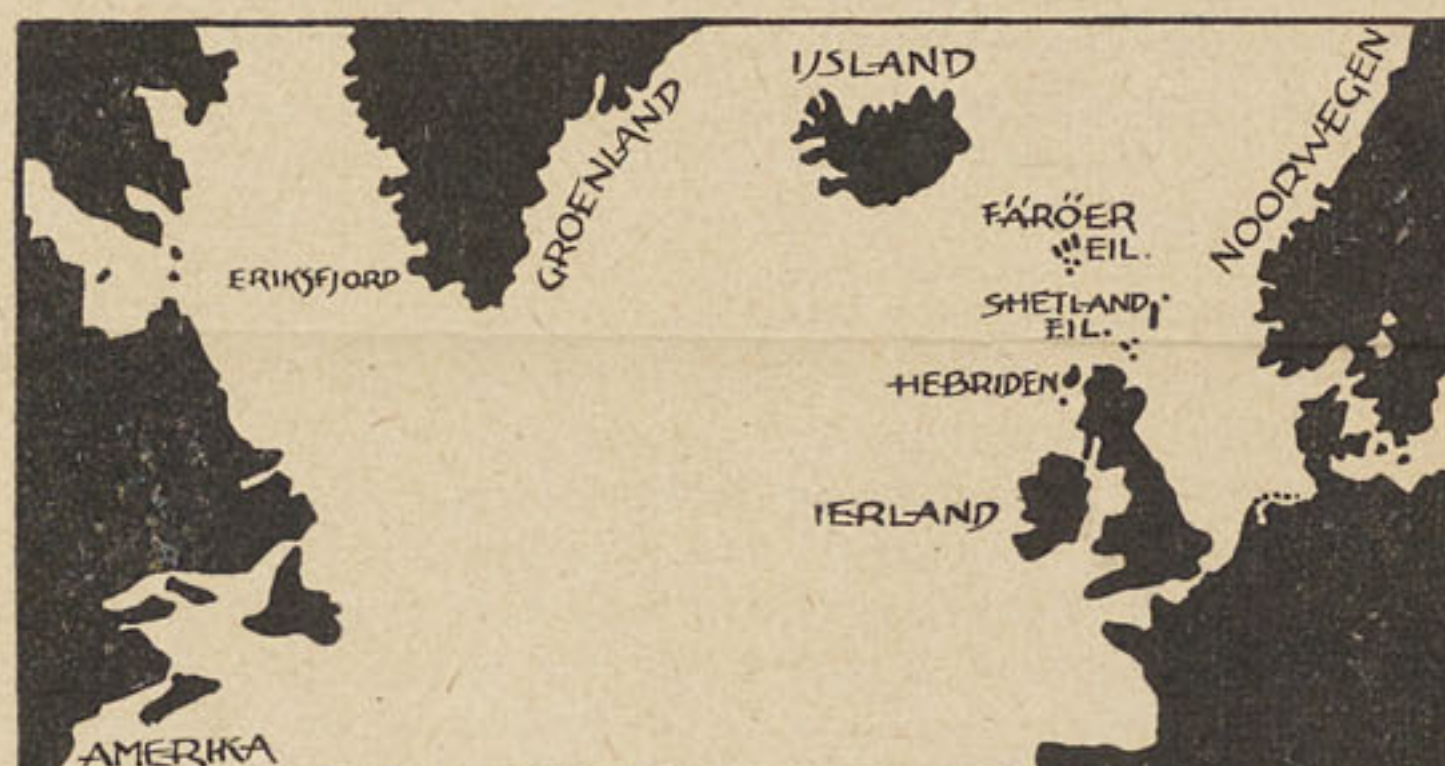 IJSLAND
GROENLAND
NOORWEGEN
FÄRÖER
EIL.
ERIKSFJORD
SHETLAND
EIL.
HEBRIDEN
IERLAND
AMERIKA